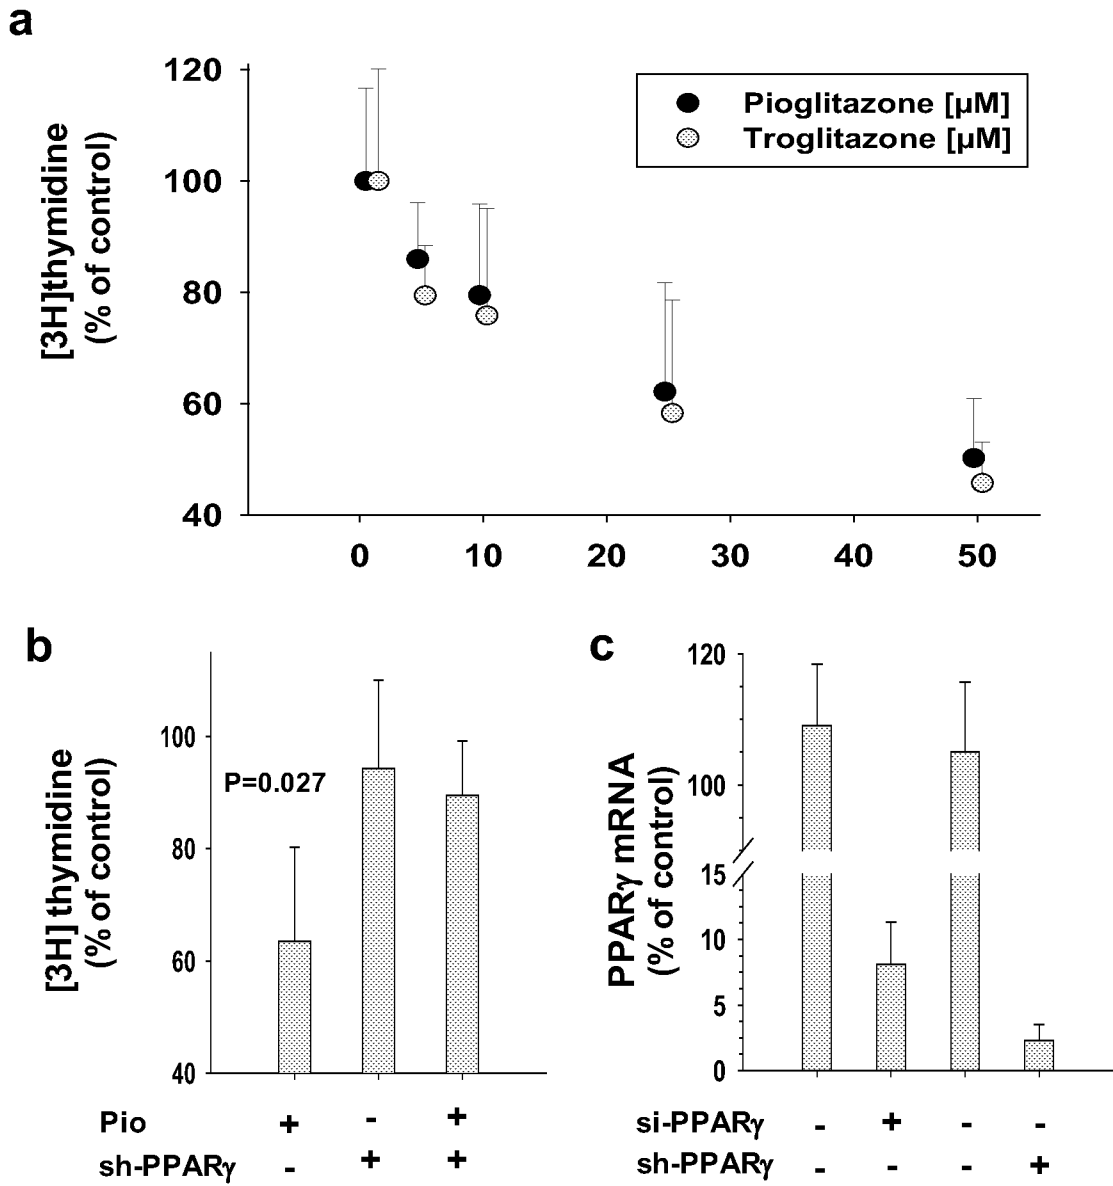 a
[3H]thymidine
(% of control)
120
100
80
60
40
0 10 20 30 40 50
Pioglitazone [µM]
Troglitazone [µM]
b
[3H] thymidine
(% of control)
100
80
60
40
P=0.027
Pio + - +
sh-PPARγ - + +
c
PPARγ mRNA
(% of control)
120
100
15
10
5
0
si-PPARγ - + - -
sh-PPARγ - - - +